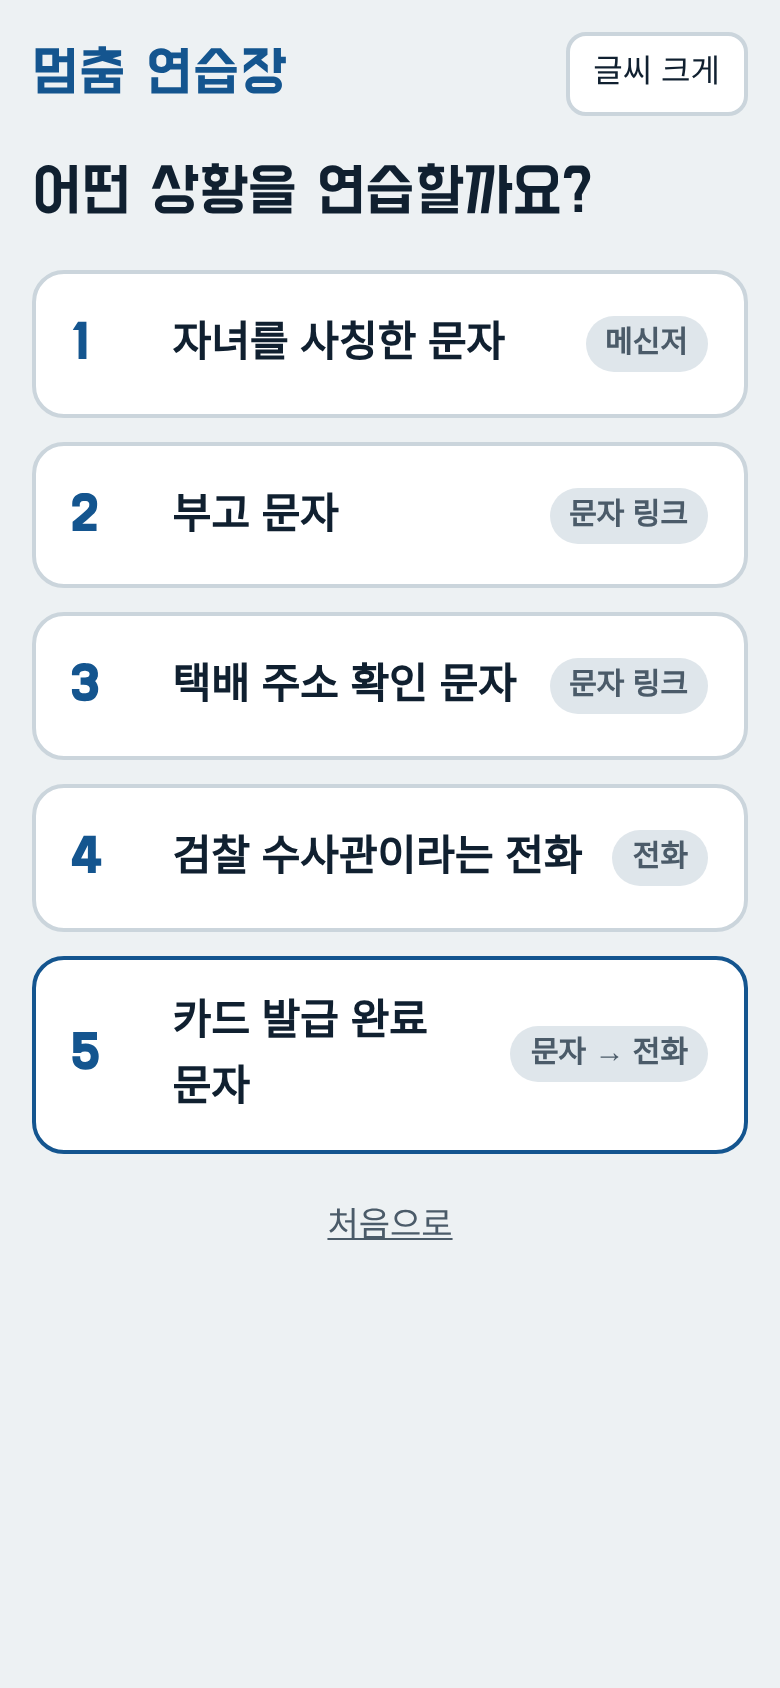 멈춤 연습장
글씨 크게
어떤 상황을 연습할까요?
1 자녀를 사칭한 문자 메신저
2 부고 문자 문자 링크
3 택배 주소 확인 문자 문자 링크
4 검찰 수사관이라는 전화 전화
5 카드 발급 완료
문자 문자 → 전화
처음으로